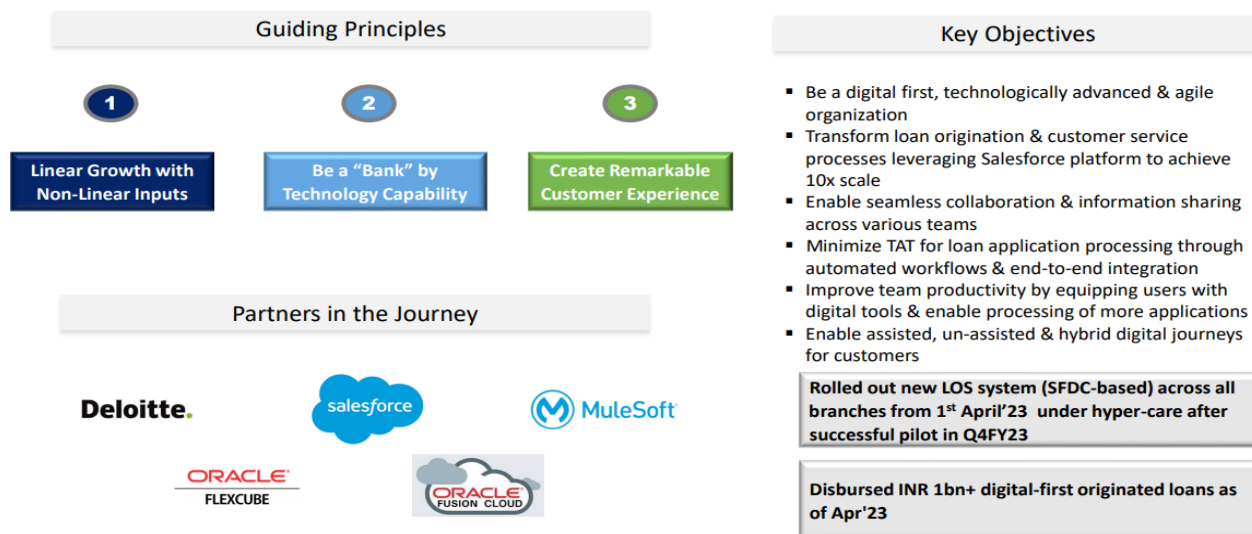 Guiding Principles
1
2
3
Linear Growth with
Non-Linear Inputs
Be a “Bank” by
Technology Capability
Create Remarkable
Customer Experience
Partners in the Journey
Deloitte.
salesforce
MuleSoft
ORACLE
FLEXCUBE
ORACLE
FUSION CLOUD
Key Objectives
▪ Be a digital first, technologically advanced & agile
organization
▪ Transform loan origination & customer service
processes leveraging Salesforce platform to achieve
10x scale
▪ Enable seamless collaboration & information sharing
across various teams
▪ Minimize TAT for loan application processing through
automated workflows & end-to-end integration
▪ Improve team productivity by equipping users with
digital tools & enable processing of more applications
▪ Enable assisted, un-assisted & hybrid digital journeys
for customers
Rolled out new LOS system (SFDC-based) across all
branches from 1st April’23 under hyper-care after
successful pilot in Q4FY23
Disbursed INR 1bn+ digital-first originated loans as
of Apr'23